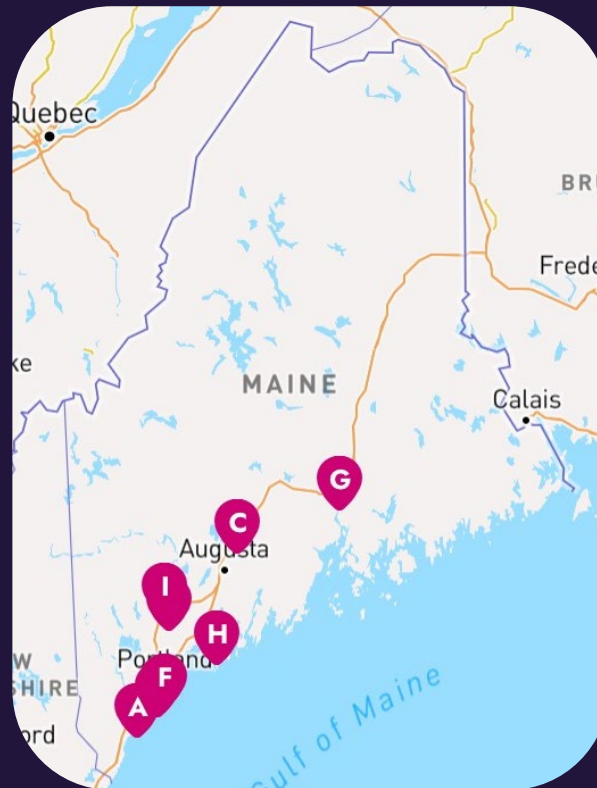 Quebec
BRU
Frede
ke
MAINE
Calais
G
C
Augusta
I
H
W
Portland
SHIRE
F
A
ord
Gulf of Maine